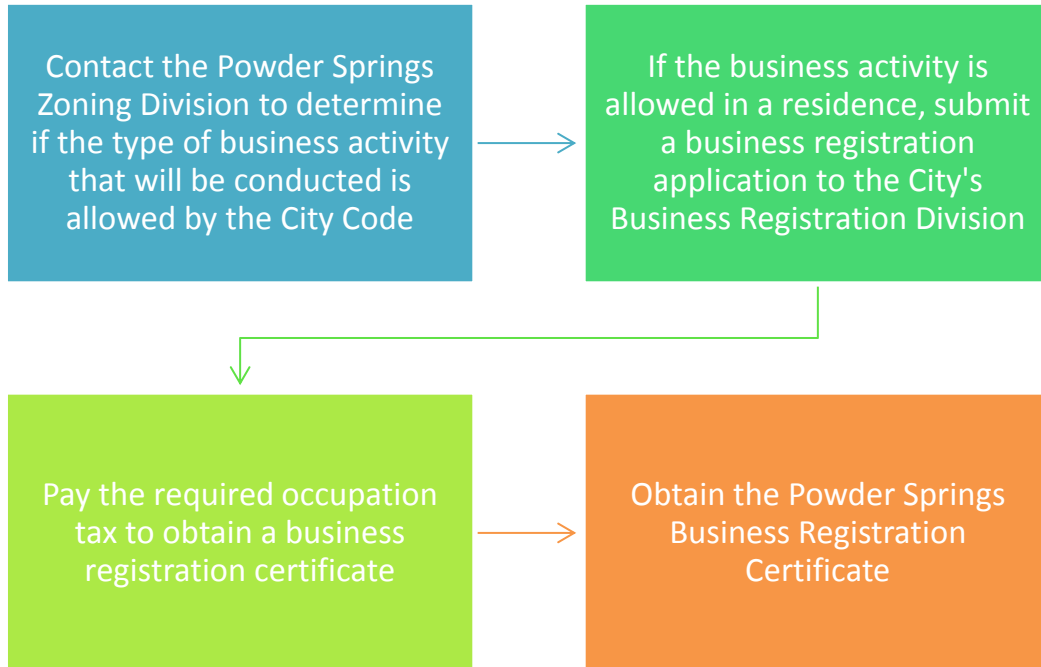 Contact the Powder Springs
Zoning Division to determine
if the type of business activity
that will be conducted is
allowed by the City Code
If the business activity is
allowed in a residence, submit
a business registration
application to the City's
Business Registration Division
Pay the required occupation
tax to obtain a business
registration certificate
Obtain the Powder Springs
Business Registration
Certificate